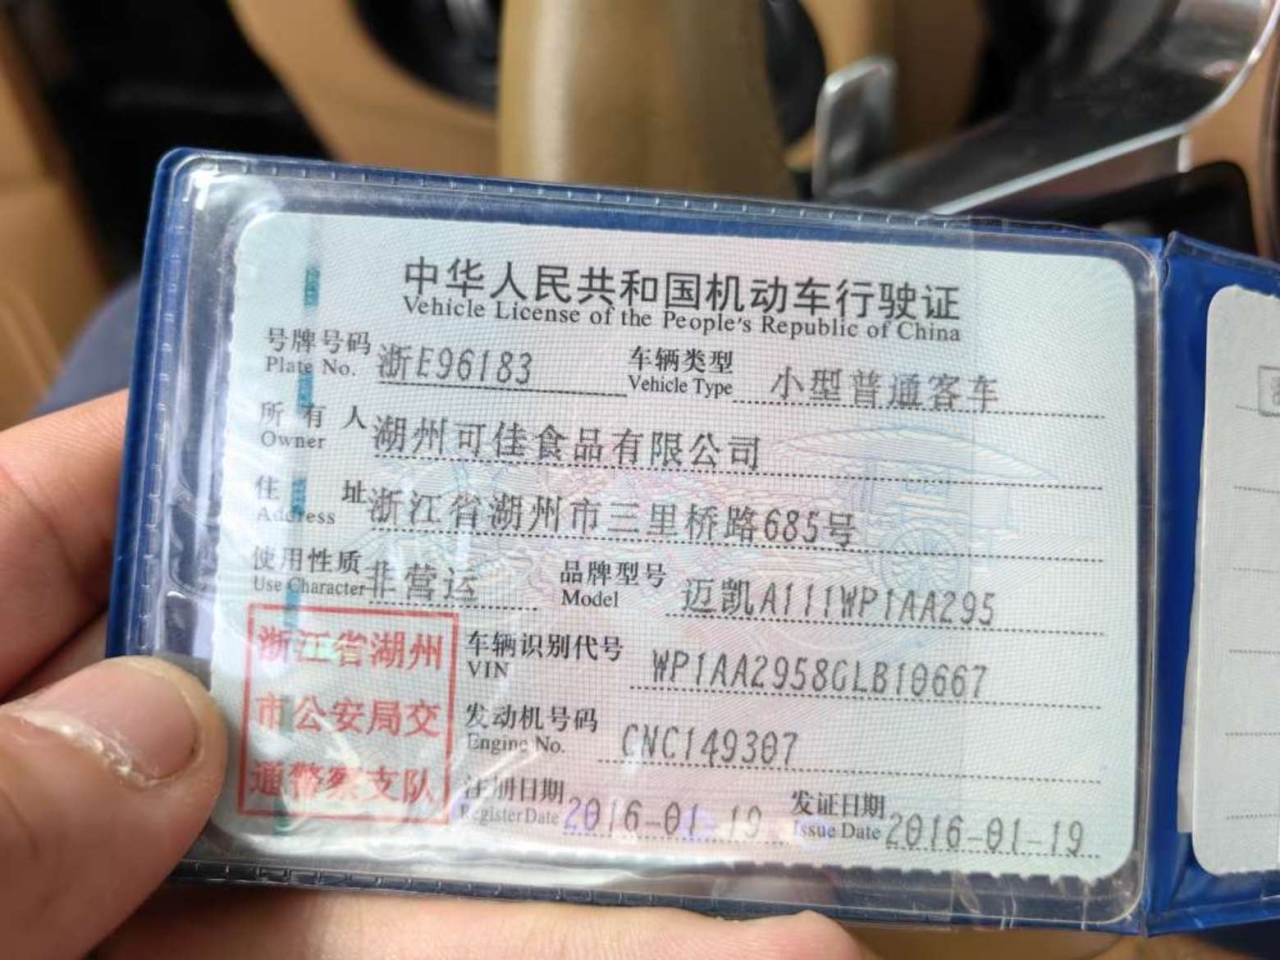 中华人民共和国机动车行驶证
Vehicle License of the People's Republic of China
号牌号码 浙E96183 车辆类型 小型普通客车
Plate No. Vehicle Type
所有人 湖州可佳食品有限公司
Owner
住址 浙江省湖州市三里桥路685号
Address
使用性质 非营运 品牌型号 迈凯A111WP1AA295
Use Character Model
浙江省湖州
市公安局交
通警察支队
车辆识别代号 WP1AA2958GLB10667
VIN
发动机号码 CNC149307
Engine No.
注册日期 2016-01-19 发证日期 2016-01-19
Register Date Issue Date